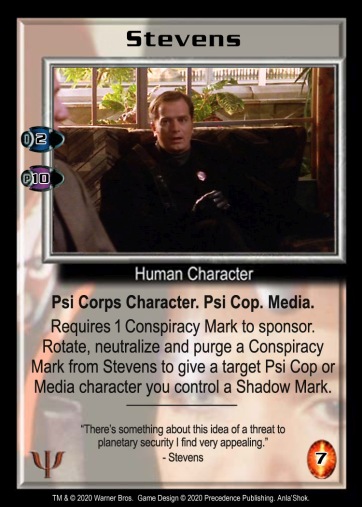 Stevens
I 2
P 10
Human Character
Psi Corps Character. Psi Cop. Media.
Requires 1 Conspiracy Mark to sponsor.
Rotate, neutralize and purge a Conspiracy
Mark from Stevens to give a target Psi Cop or
Media character you control a Shadow Mark.
“There's something about this idea of a threat to
planetary security I find very appealing.”
- Stevens
Ψ
7
TM & © 2020 Warner Bros. Game Design © 2020 Precedence Publishing. Anla'Shok.